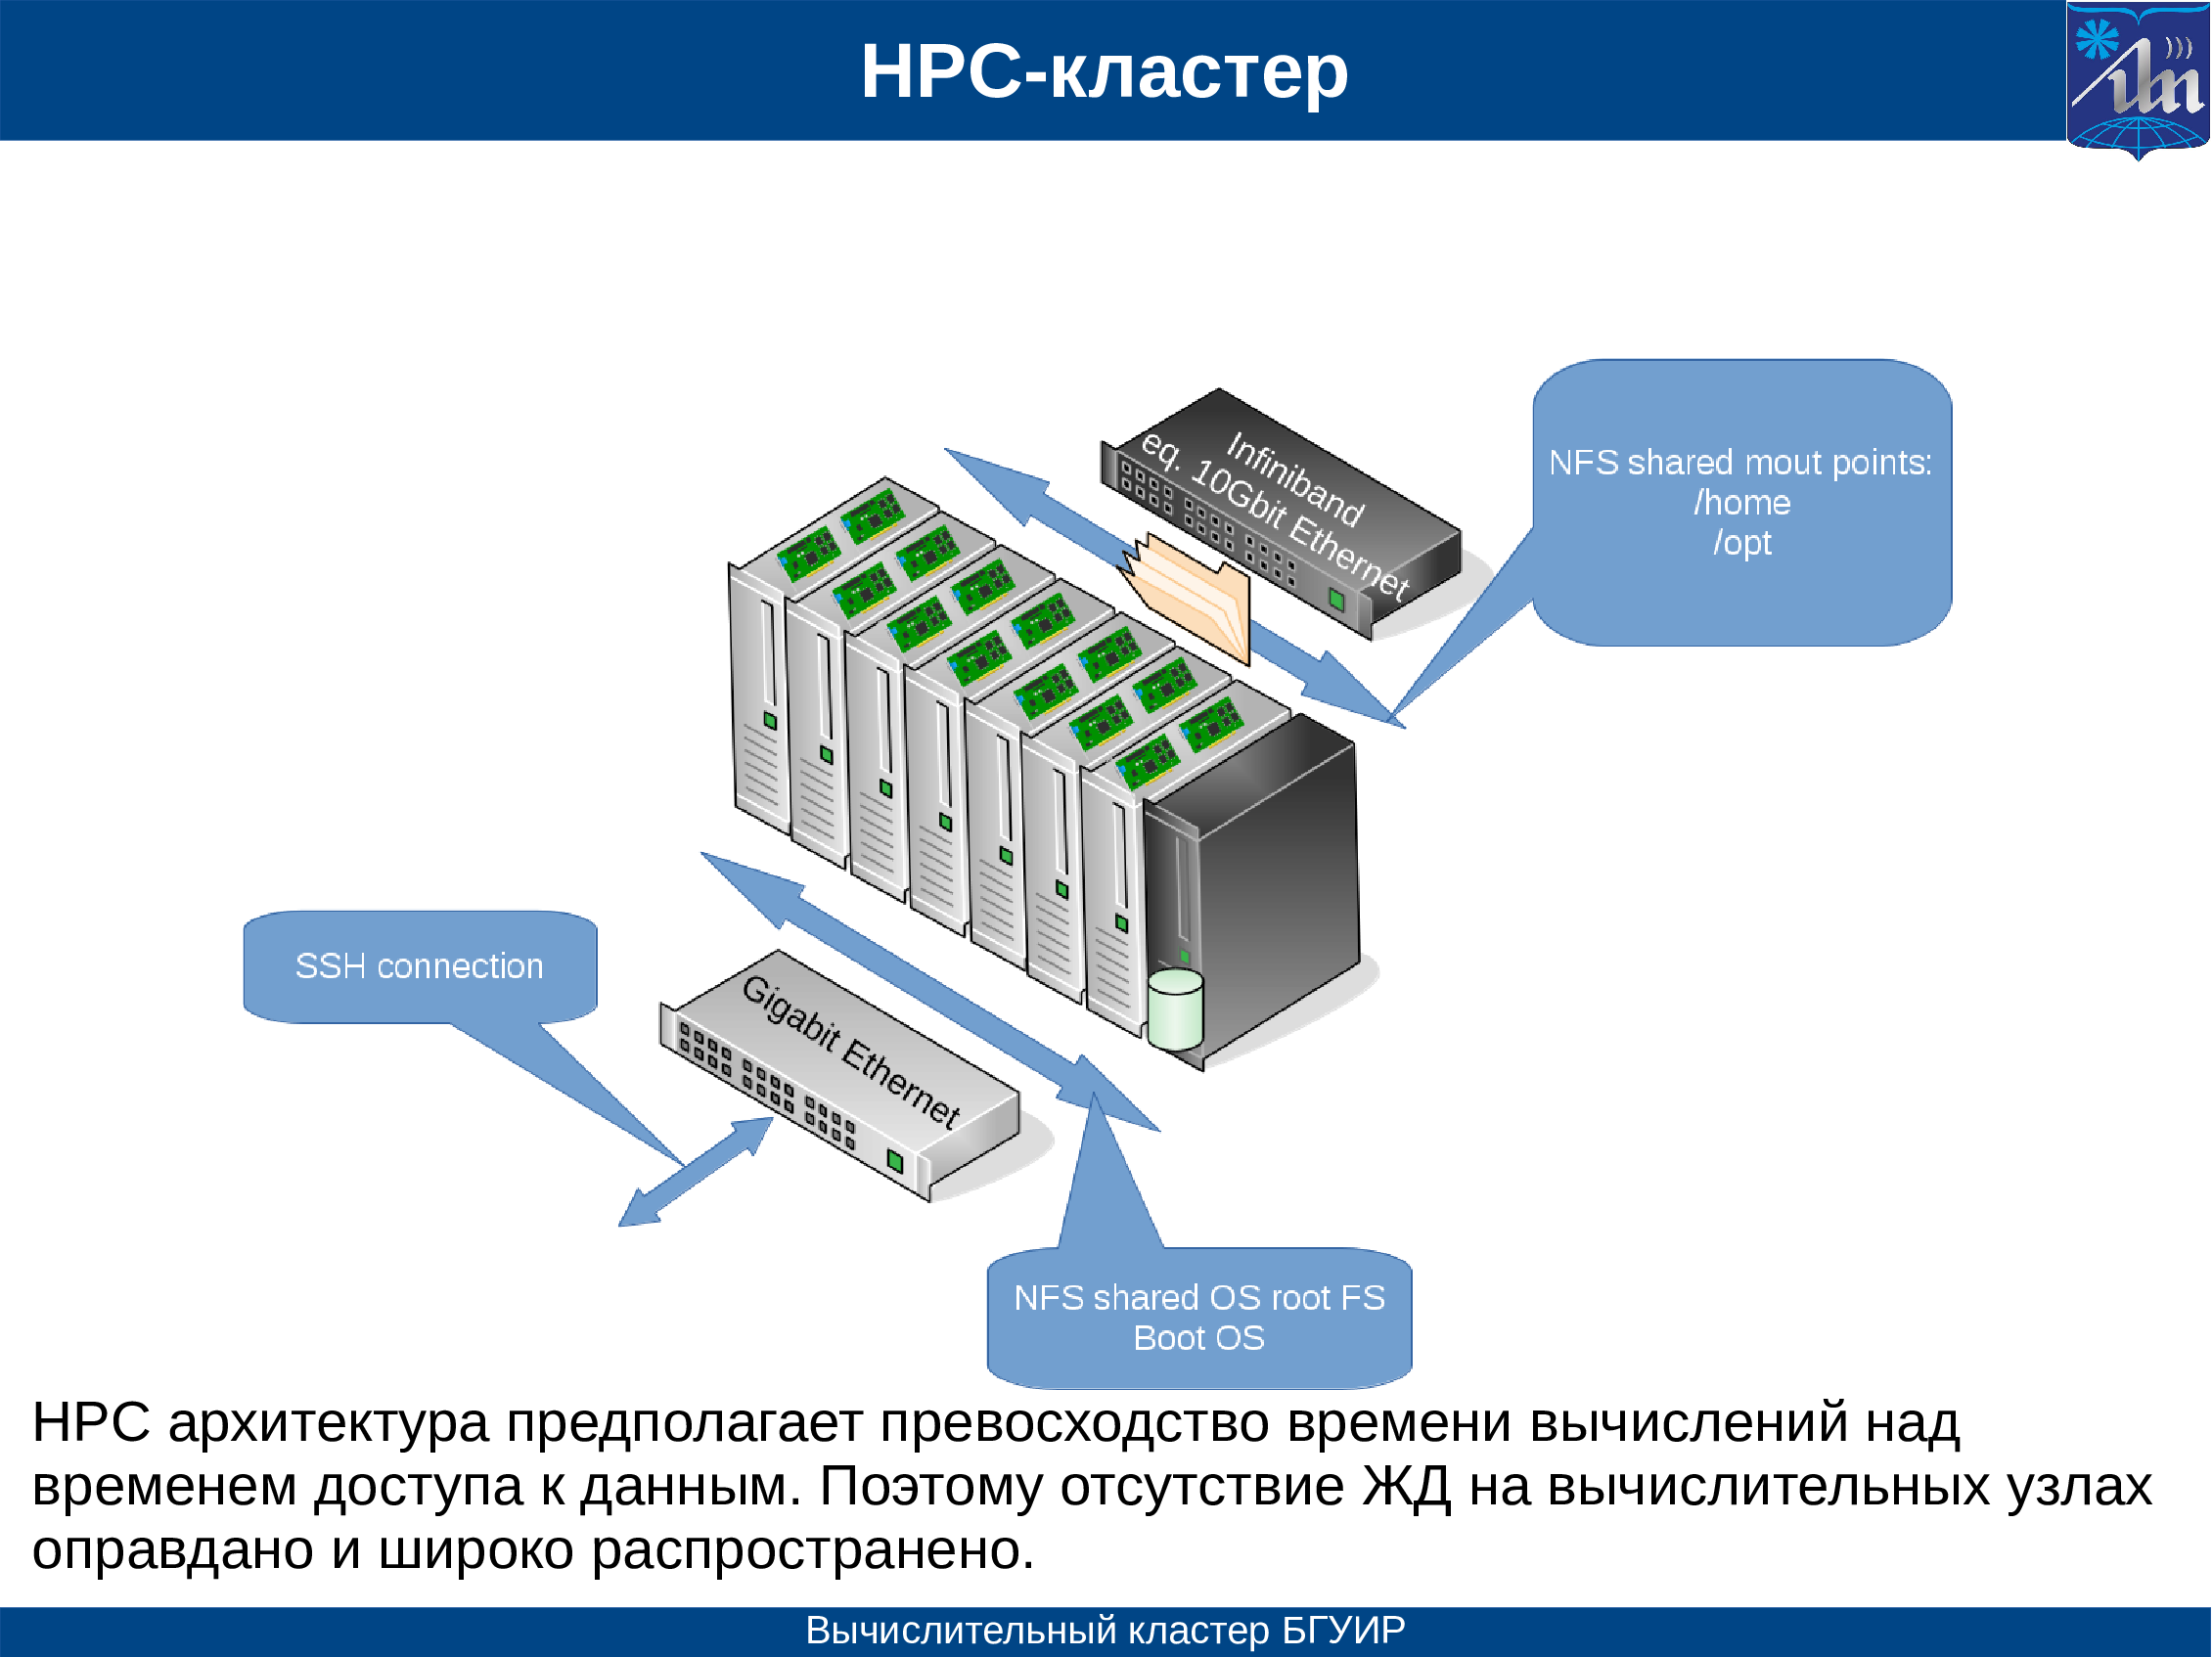 НРС-кластер
Infiniband
eq. 10Gbit Ethernet
NFS shared mout points:
/home
/opt
SSH connection
Gigabit Ethernet
NFS shared OS root FS
Boot OS
НРС архитектура предполагает превосходство времени вычислений над
временем доступа к данным. Поэтому отсутствие ЖД на вычислительных узлах
оправдано и широко распространено.
Вычислительный кластер БГУИР